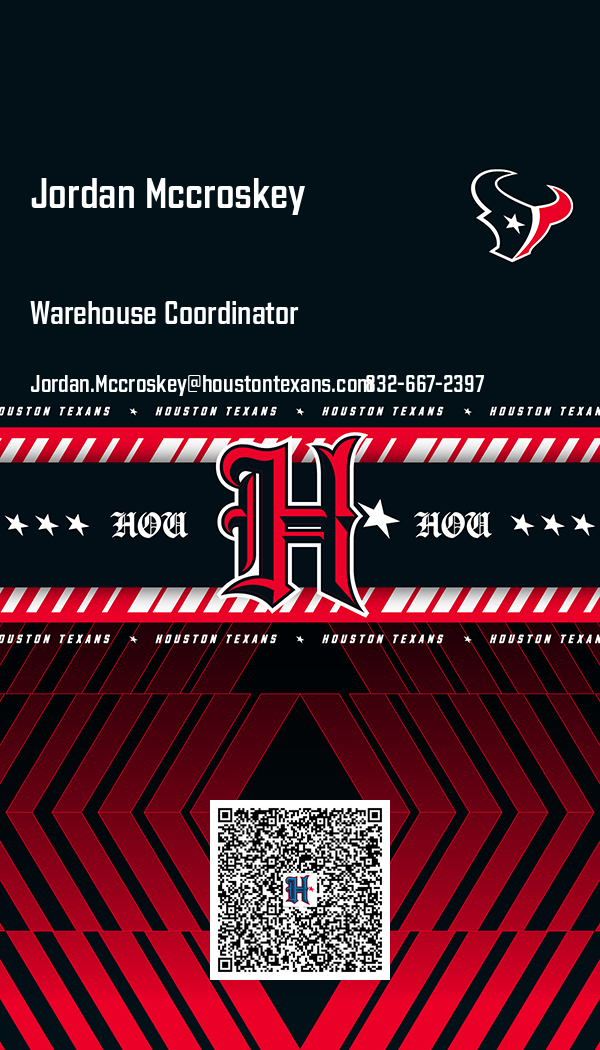 Jordan Mccroskey
Warehouse Coordinator
Jordan.Mccroskey@houstontexans.com 832-667-2397
HOUSTON TEXANS HOUSTON TEXANS HOUSTON TEXANS HOUSTON TEXANS
HOU H HOU
HOUSTON TEXANS HOUSTON TEXANS HOUSTON TEXANS HOUSTON TEXANS
H